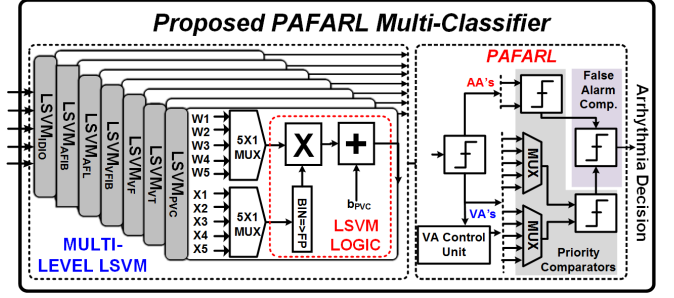 Proposed PAFARL Multi-Classifier
LSVMIDIO
LSVMAFIB
LSVMAFL
LSVMVFIB
LSVMVF
LSVMVT
LSVMPVC
W1
W2
W3
W4
W5
5X1
MUX
X1
X2
X3
X4
X5
5X1
MUX
X
+
BIN=>FP
bPVC
LSVM
LOGIC
MULTI-
LEVEL LSVM
PAFARL
AA's
VA's
VA Control
Unit
MUX
MUX
False
Alarm
Comp.
Priority
Comparators
Arrhythmia Decision